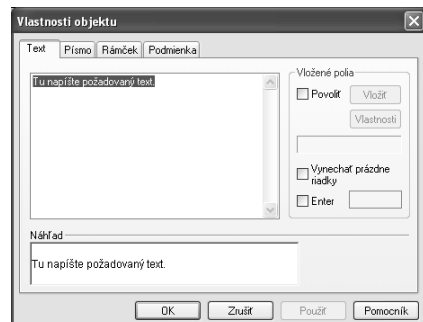 Vlastnosti objektu
Text Písmo Rámček Podmienka
Tu napíšte požadovaný text.
Vložené polia
Povoliť Vložiť
Vlastnosti
Vynechať prázdne
riadky
Enter
Náhľad
Tu napíšte požadovaný text.
OK Zrušiť Použiť Pomocník